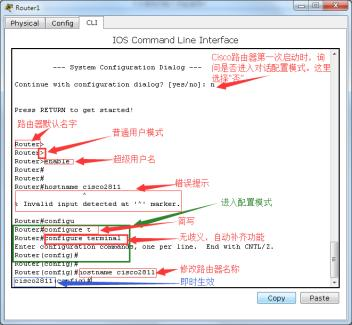 Router1
Physical Config CLI
IOS Command Line Interface
Cisco路由器第一次启动时，询
问是否进入对话配置模式。这里
选择"否"
--- System Configuration Dialog ---
Continue with configuration dialog? [yes/no]: n
Press RETURN to get started!
路由器默认名字
普通用户模式
Router>
Router>
Router>enable
超级用户名
Router#
Router#
Router#hostname cisco2811
错误提示
^
% Invalid input detected at '^' marker.
进入配置模式
Router#configu
Router#configure t
简写
Router#configure terminal
无歧义，自动补齐功能
Enter configuration commands, one per line. End with CNTL/Z.
Router(config)#
Router(config)#
Router(config)#hostname cisco2811
修改路由器名称
cisco2811(config)#
即时生效
Copy Paste